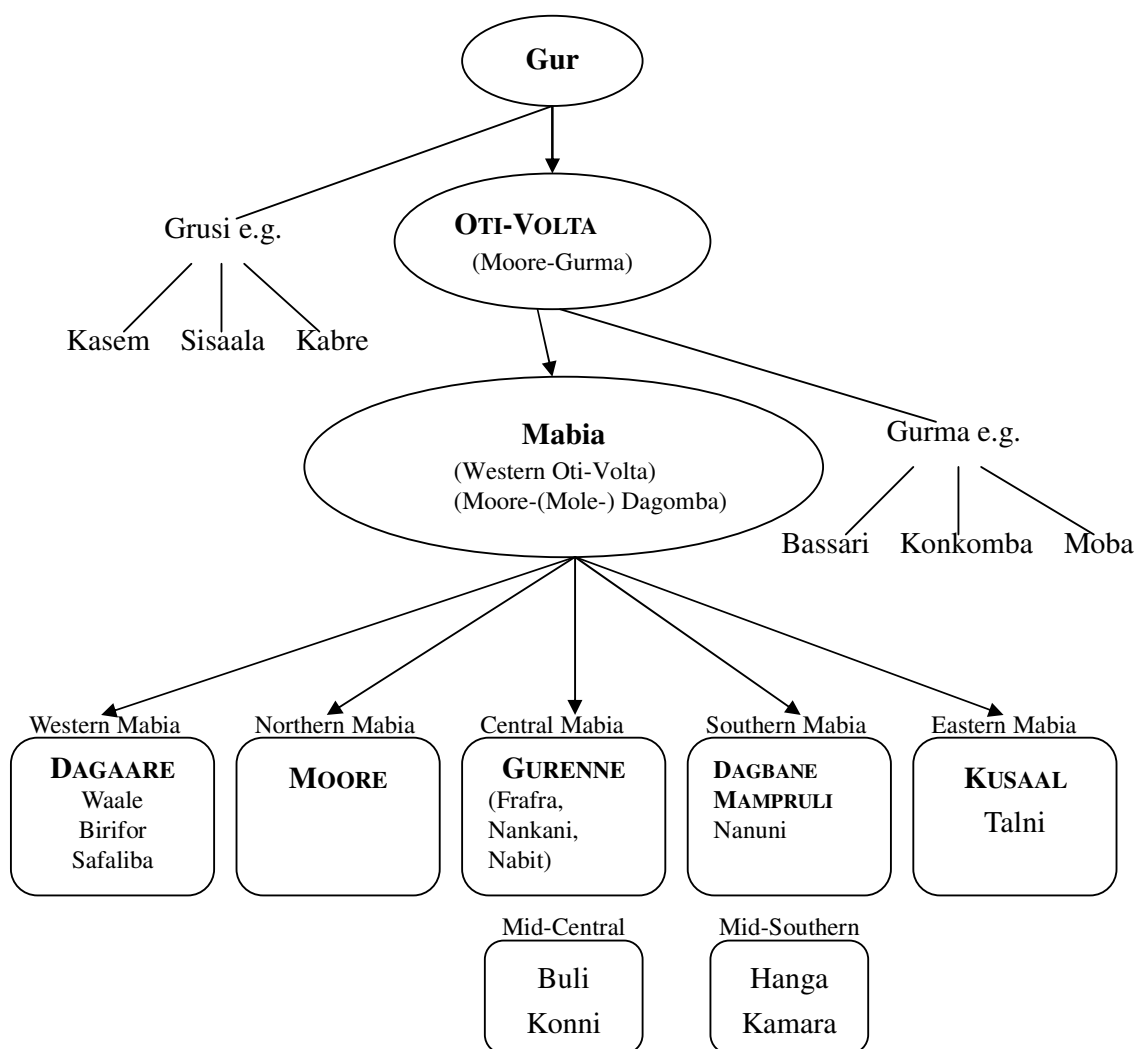 Gur
Grusi e.g.
OTI-VOLTA
(Moore-Gurma)
Kasem Sisaala Kabre
Mabia
(Western Oti-Volta)
(Moore-(Mole-) Dagomba)
Gurma e.g.
Bassari Konkomba Moba
Western Mabia
DAGAARE
Waale
Birifor
Safaliba
Northern Mabia
MOORE
Central Mabia
GURENNE
(Frafra,
Nankani,
Nabit)
Southern Mabia
DAGBANE
MAMPRULI
Nanuni
Eastern Mabia
KUSAAL
Talni
Mid-Central
Buli
Konni
Mid-Southern
Hanga
Kamara